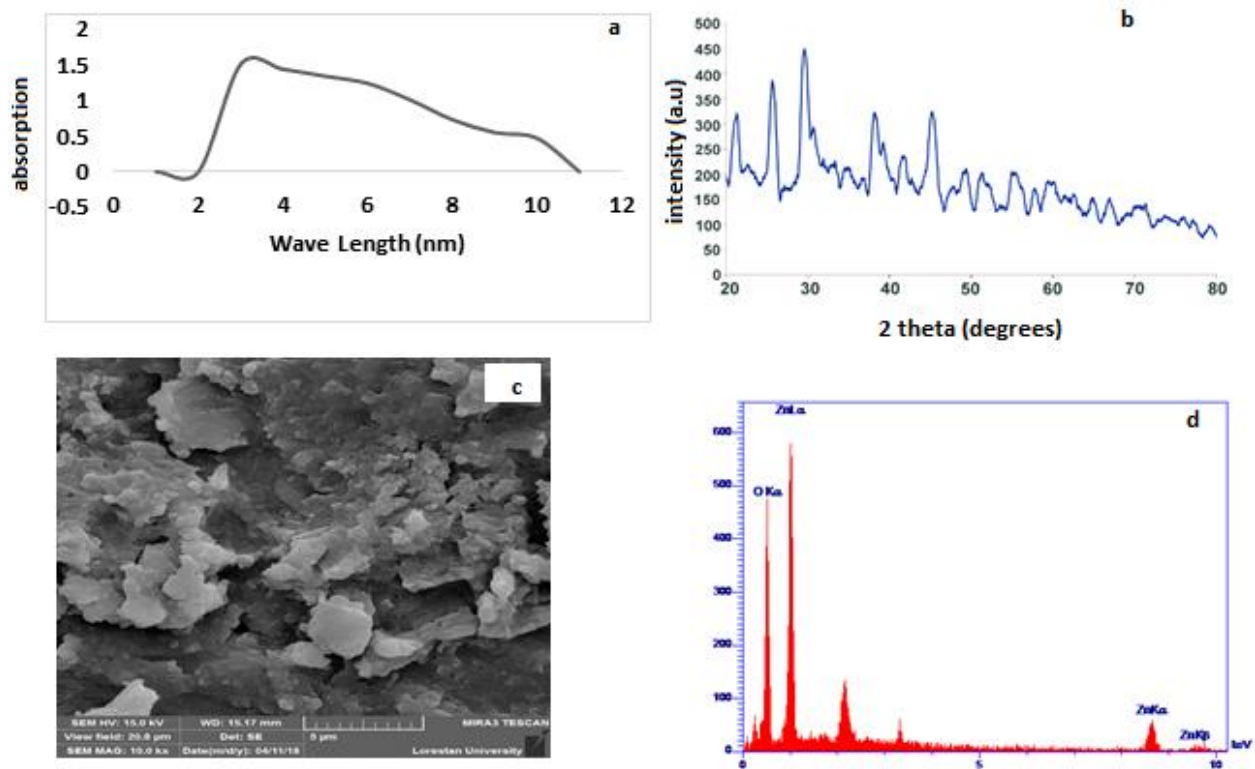 a
2
1.5
1
0.5
0
-0.5
absorption
0 2 4 6 8 10 12
Wave Length (nm)
b
500
450
400
350
300
250
200
150
100
50
0
intensity (a.u)
20 30 40 50 60 70 80
2 theta (degrees)
c
SEM HV: 15.0 kV WD: 15.17 mm MIRA3 TESCAN
View field: 20.8 µm Det: SE 5 µm
SEM MAG: 10.0 kx Date(m/d/y): 04/11/18 Lorestan University
d
ZnLα
600
OKα
500
400
300
200
100
0
ZnKα
ZnKβ
0 5 10 keV